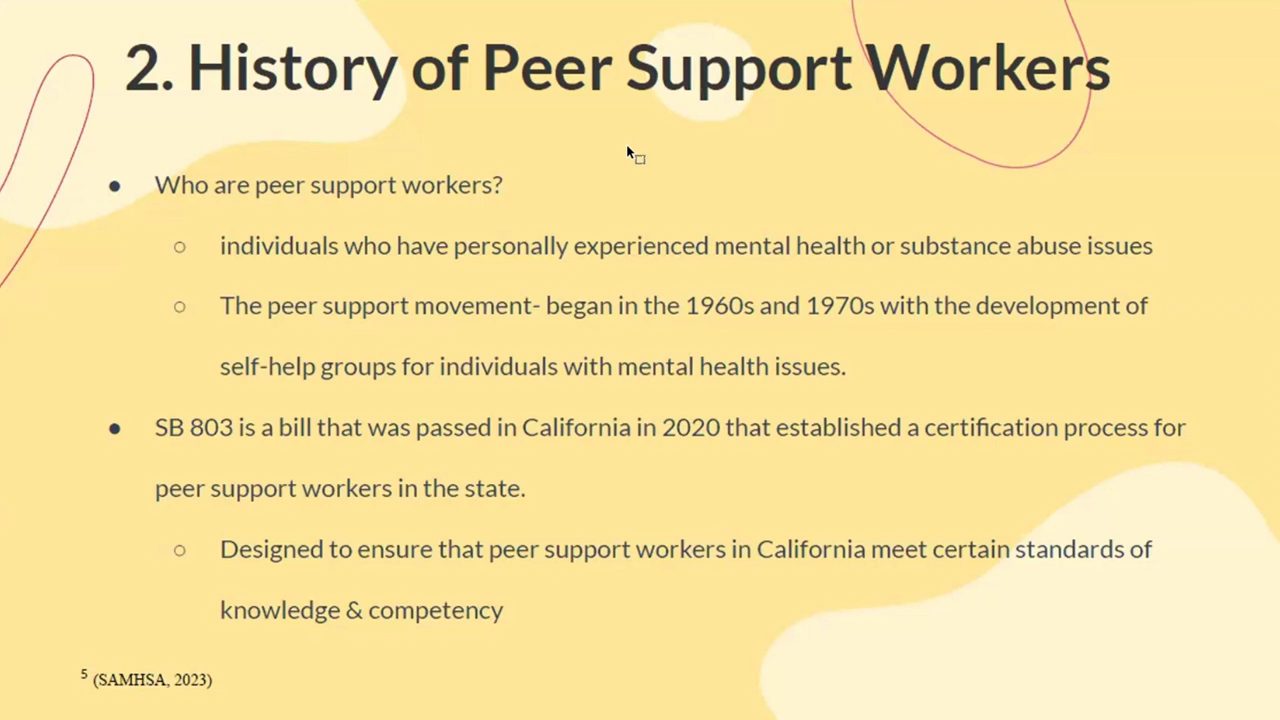 2. History of Peer Support Workers
● Who are peer support workers?
○ individuals who have personally experienced mental health or substance abuse issues
○ The peer support movement- began in the 1960s and 1970s with the development of
self-help groups for individuals with mental health issues.
● SB 803 is a bill that was passed in California in 2020 that established a certification process for
peer support workers in the state.
○ Designed to ensure that peer support workers in California meet certain standards of
knowledge & competency
⁵ (SAMHSA, 2023)